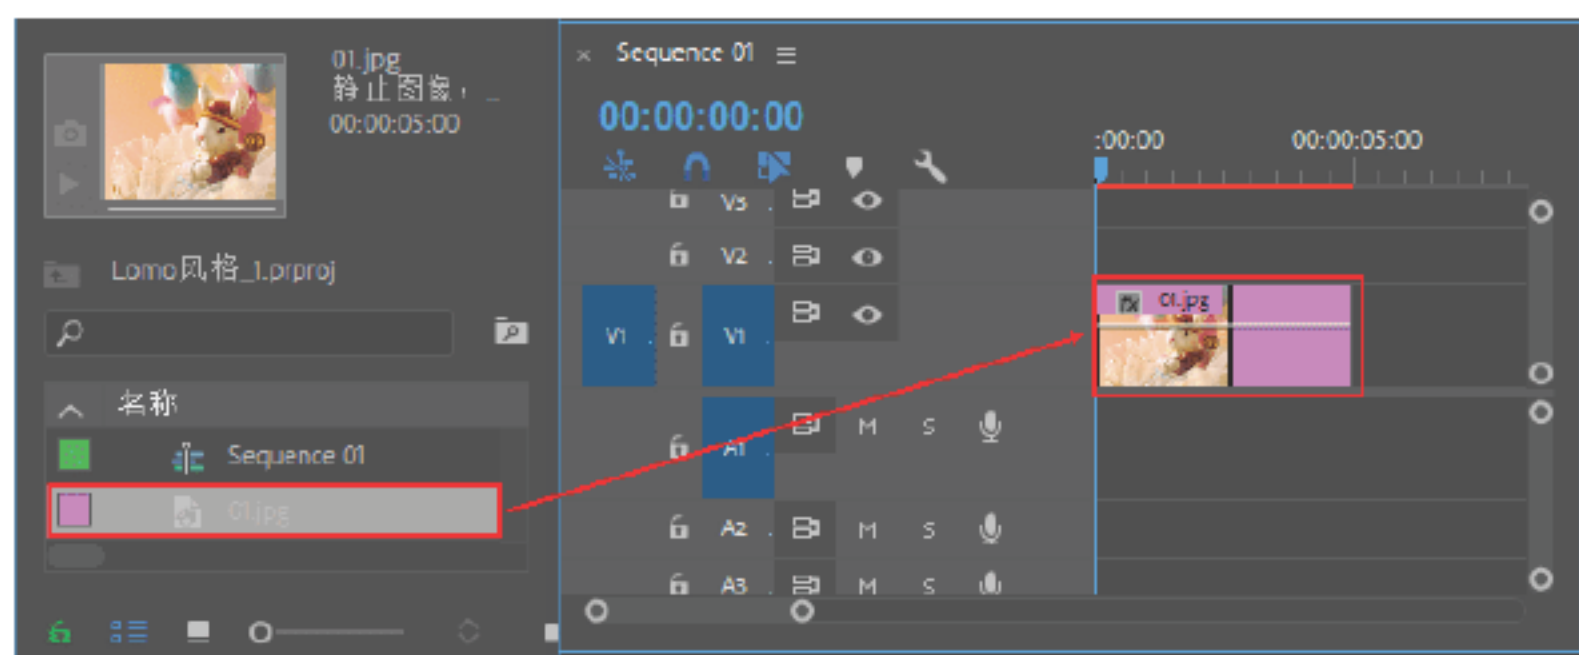 01.jpg
静止图像，_
00:00:05:00
Lomo风格_1.prproj
名称
Sequence 01
01.jpg
× Sequence 01 ≡
00:00:00:00
:00:00 00:00:05:00
V3
V2
V1 V1
fx 01.jpg
A1 M S
A2 M S
A3 M S